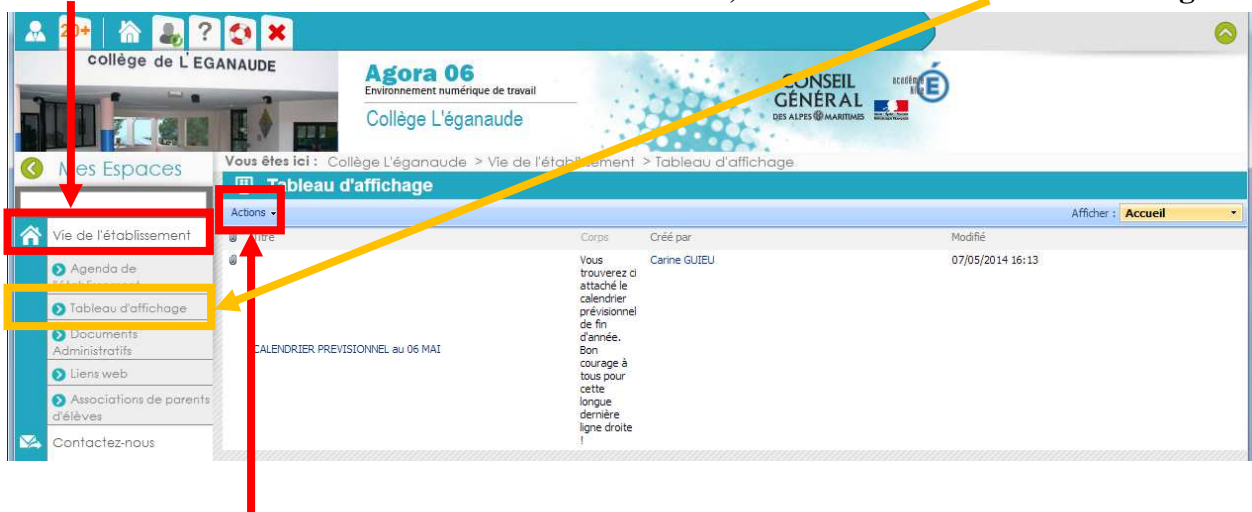 20+
?
collège de L'EGANAUDE
Agora 06
Environnement numérique de travail
Collège L'éganaude
CONSEIL
GÉNÉRAL
DES ALPES MARITIMES
académie
Mes Espaces
Vous êtes ici : Collège L'éganaude > Vie de l'établissement > Tableau d'affichage
Tableau d'affichage
Actions
Afficher : Accueil
Vie de l'établissement
Titre Corps Créé par Modifié
Agenda de
Tableau d'affichage
Documents
Administratifs
Liens web
Associations de parents
d'élèves
Contactez-nous
CALENDRIER PREVISIONNEL au 06 MAI
Vous
trouverez ci
attaché le
calendrier
prévisionnel
de fin
d'année.
Bon
courage à
tous pour
cette
longue
dernière
ligne droite
!
Carine GUIEU
07/05/2014 16:13